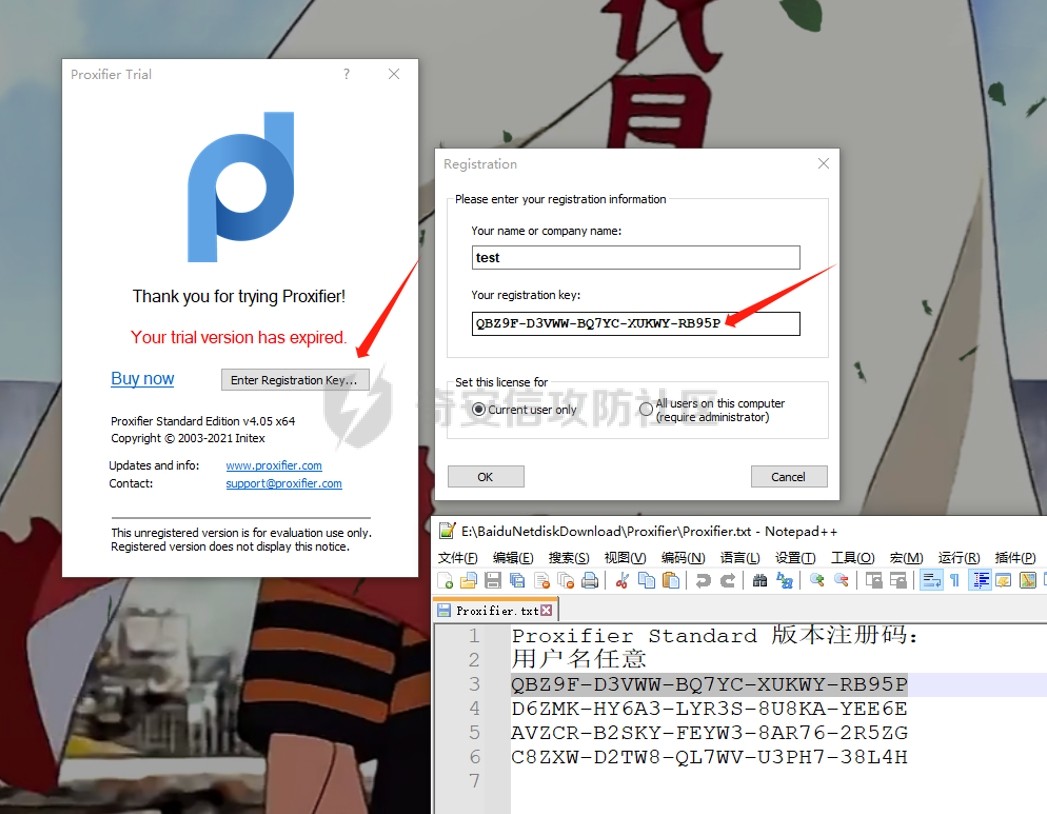 Proxifier Trial
?
Thank you for trying Proxifier!
Your trial version has expired.
Buy now
Enter Registration Key...
Proxifier Standard Edition v4.05 x64
Copyright © 2003-2021 Initex
Updates and info: www.proxifier.com
Contact: support@proxifier.com
This unregistered version is for evaluation use only.
Registered version does not display this notice.
Registration
Please enter your registration information
Your name or company name:
test
Your registration key:
QBZ9F-D3VWW-BQ7YC-XUKWY-RB95P
Set this license for
Current user only
All users on this computer
(require administrator)
OK Cancel
奇安信攻防社区
E:\BaiduNetdiskDownload\Proxifier\Proxifier.txt - Notepad++
文件(F) 编辑(E) 搜索(S) 视图(V) 编码(N) 语言(L) 设置(T) 工具(O) 宏(M) 运行(R) 插件(P)
Proxifier.txt
1 Proxifier Standard 版本注册码:
2 用户名任意
3 QBZ9F-D3VWW-BQ7YC-XUKWY-RB95P
4 D6ZMK-HY6A3-LYR3S-8U8KA-YEE6E
5 AVZCR-B2SKY-FEYW3-8AR76-2R5ZG
6 C8ZXW-D2TW8-QL7WV-U3PH7-38L4H
7